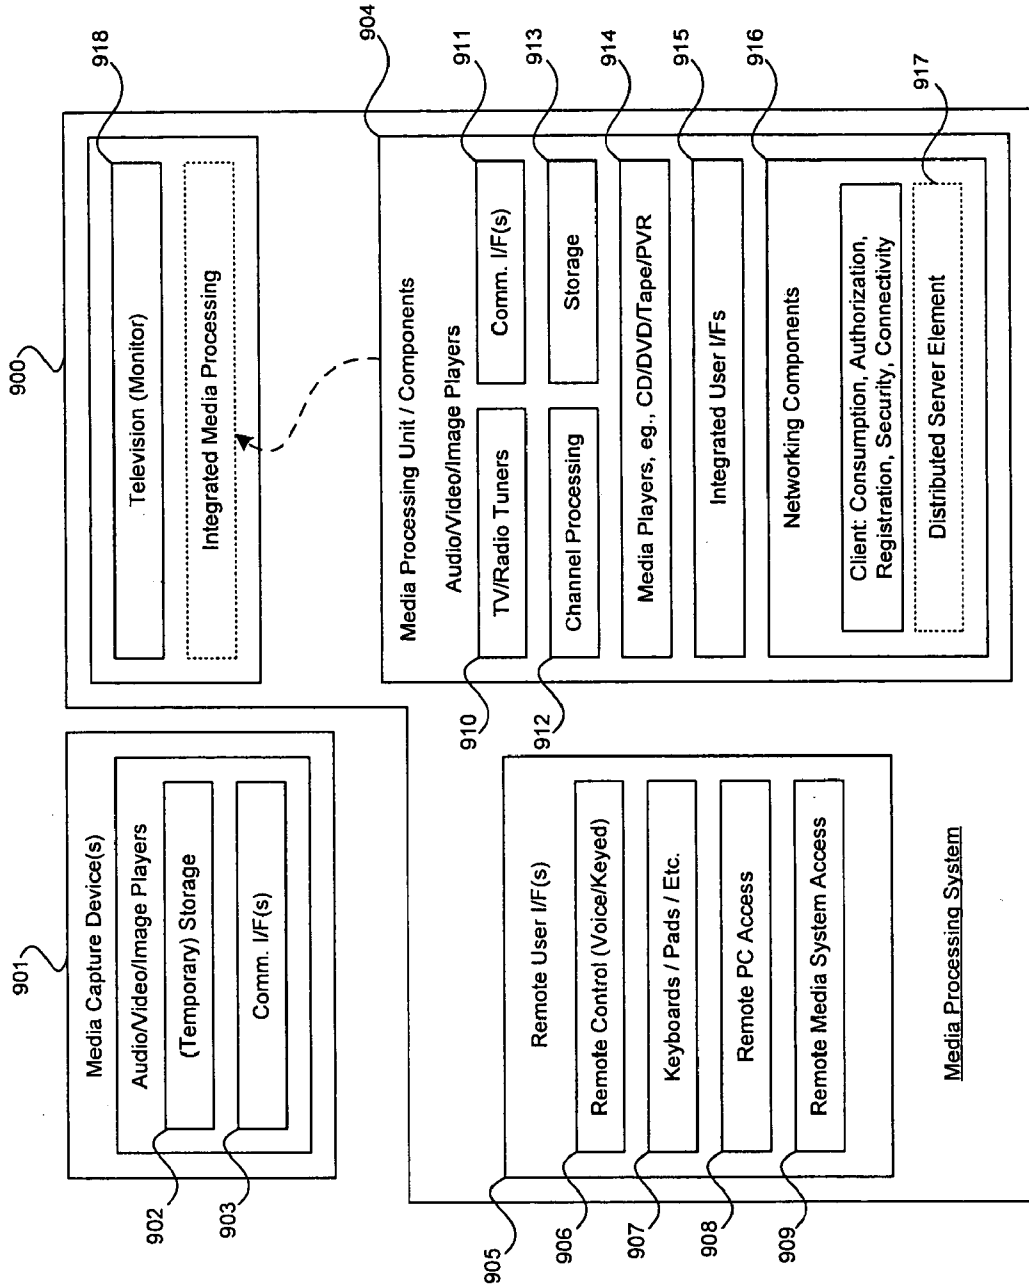 900
901
Media Capture Device(s)
Audio/Video/Image Players
(Temporary) Storage
902
Comm. I/F(s)
903
Television (Monitor)
918
Integrated Media Processing
904
Media Processing Unit / Components
Audio/Video/Image Players
TV/Radio Tuners
910
Comm. I/F(s)
911
Channel Processing
912
Storage
913
Media Players, eg., CD/DVD/Tape/PVR
914
Integrated User I/Fs
915
Networking Components
916
Client: Consumption, Authorization,
Registration, Security, Connectivity
Distributed Server Element
917
905
Remote User I/F(s)
Remote Control (Voice/Keyed)
906
Keyboards / Pads / Etc.
907
Remote PC Access
908
Remote Media System Access
909
Media Processing System